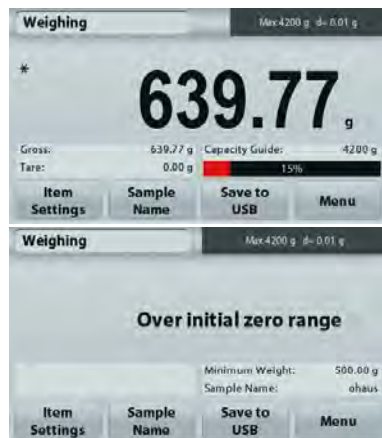 Weighing Max:4200 g d= 0.01 g
*
639.77 g
Gross: 639.77 g Capacity Guide: 4200 g
Tare: 0.00 g 15%
Item Settings Sample Name Save to USB Menu
Weighing Max:4200 g d= 0.01 g
Over initial zero range
Minimum Weight: 500.00 g
Sample Name: ohaus
Item Settings Sample Name Save to USB Menu